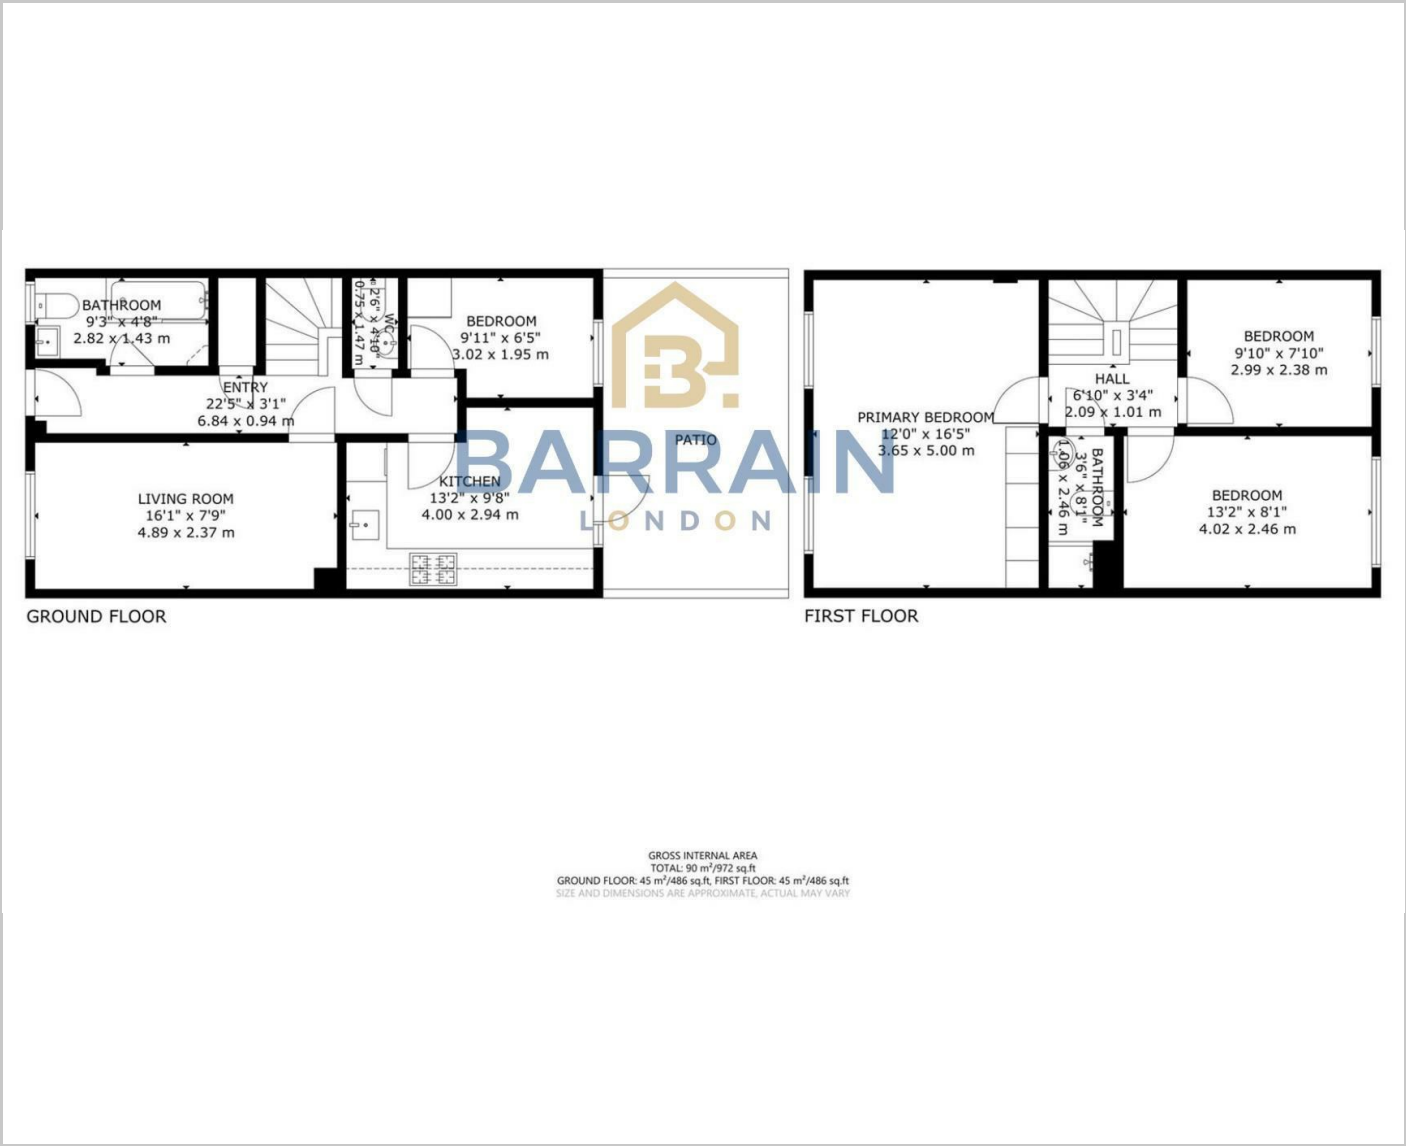 BATHROOM
9'3" x 4'8"
2.82 x 1.43 m
ENTRY
22'5" x 3'1"
6.84 x 0.94 m
WC
2'6" x 4'10"
0.75 x 1.47 m
BEDROOM
9'11" x 6'5"
3.02 x 1.95 m
LIVING ROOM
16'1" x 7'9"
4.89 x 2.37 m
KITCHEN
13'2" x 9'8"
4.00 x 2.94 m
PATIO
B.
BARRAIN
LONDON
GROUND FLOOR
PRIMARY BEDROOM
12'0" x 16'5"
3.65 x 5.00 m
HALL
6'10" x 3'4"
2.09 x 1.01 m
BEDROOM
9'10" x 7'10"
2.99 x 2.38 m
BATHROOM
3'6" x 8'1"
1.06 x 2.46 m
BEDROOM
13'2" x 8'1"
4.02 x 2.46 m
FIRST FLOOR
GROSS INTERNAL AREA
TOTAL: 90 m²/972 sq.ft
GROUND FLOOR: 45 m²/486 sq.ft, FIRST FLOOR: 45 m²/486 sq.ft
SIZE AND DIMENSIONS ARE APPROXIMATE, ACTUAL MAY VARY